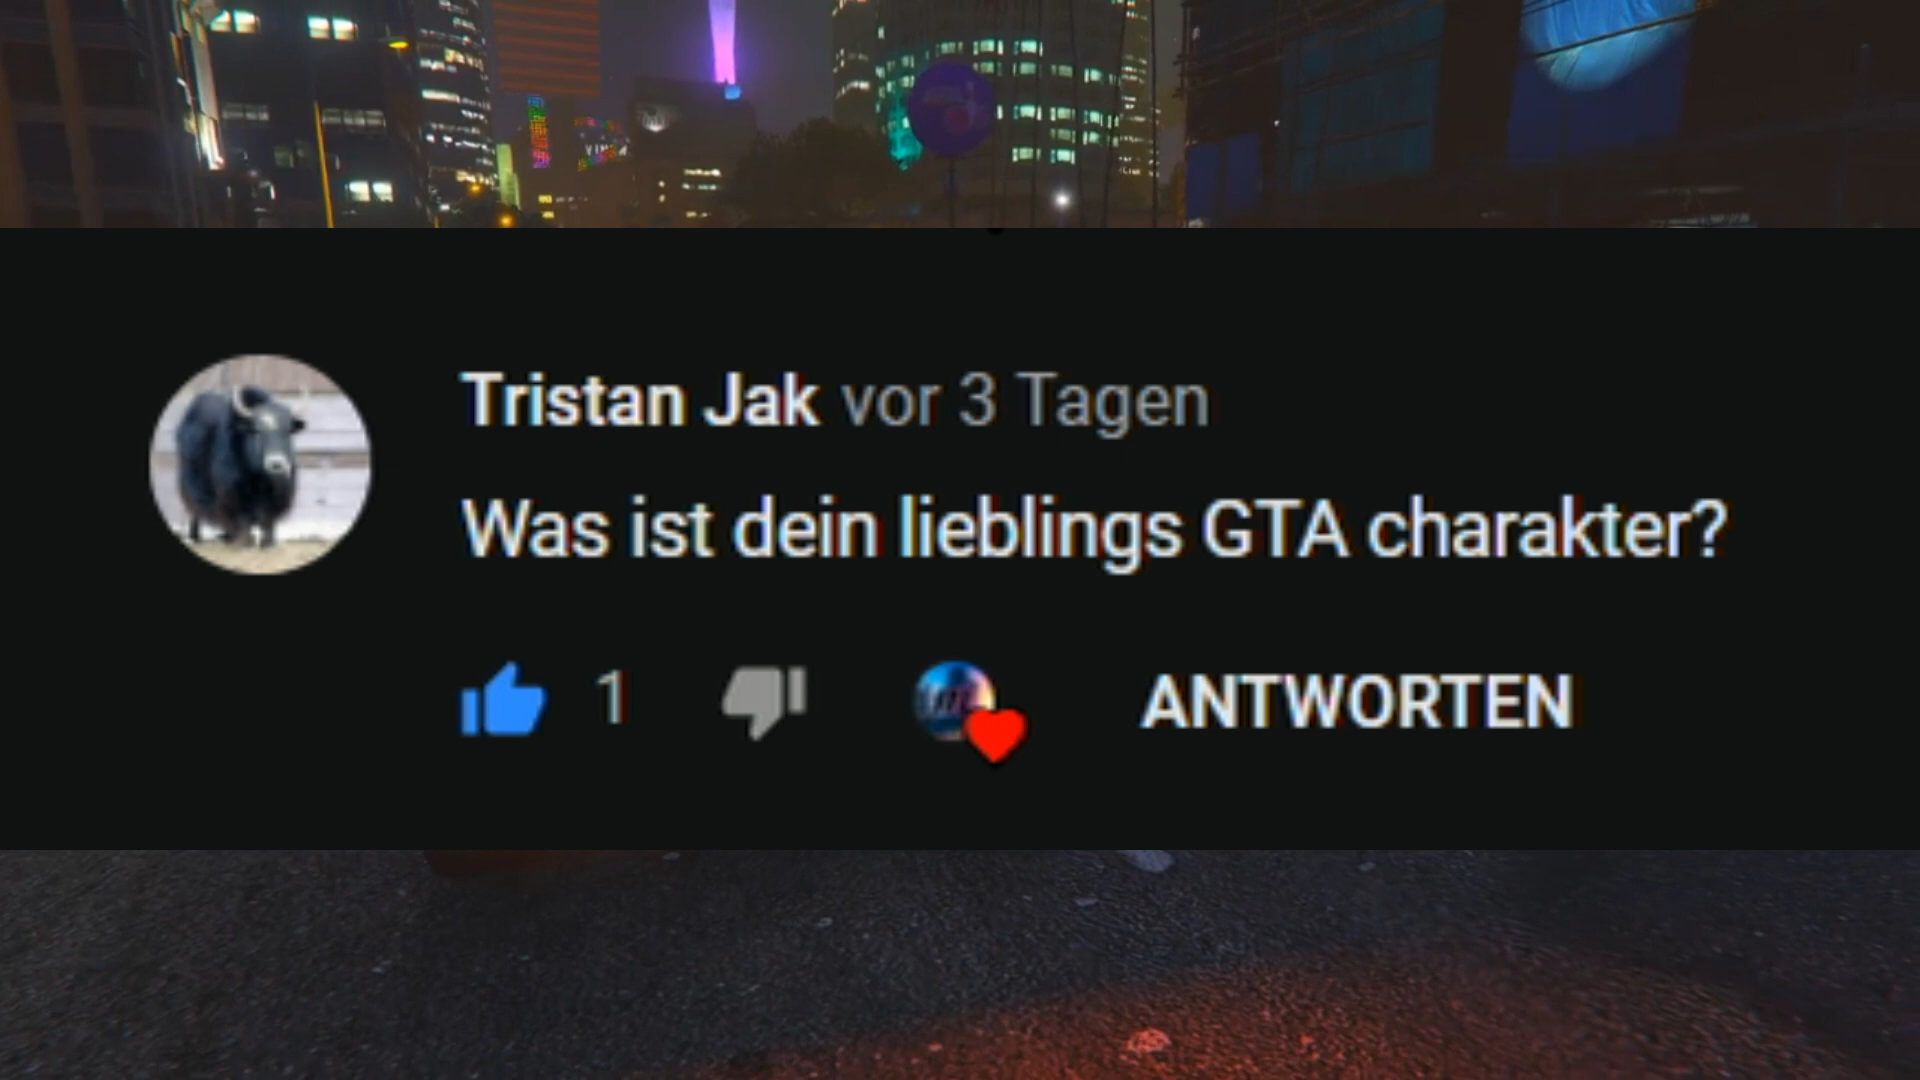 Tristan Jak vor 3 Tagen
Was ist dein lieblings GTA charakter?
1
ANTWORTEN